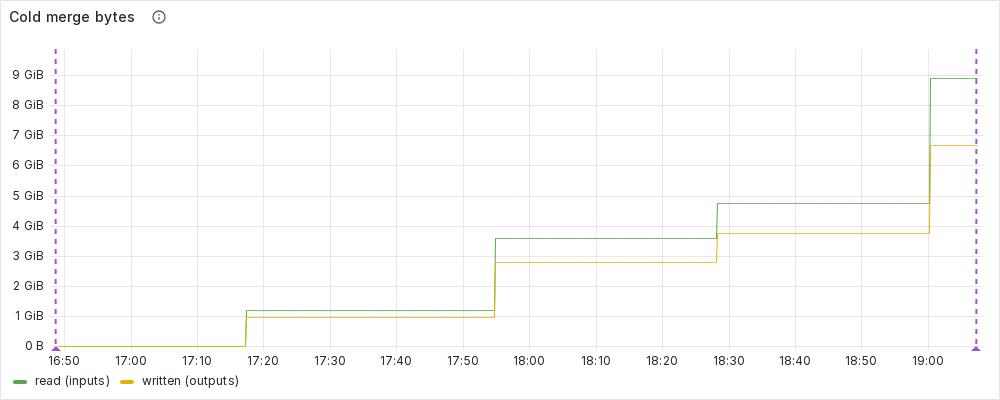 Cold merge bytes
9 GiB
8 GiB
7 GiB
6 GiB
5 GiB
4 GiB
3 GiB
2 GiB
1 GiB
0 B
16:50 17:00 17:10 17:20 17:30 17:40 17:50 18:00 18:10 18:20 18:30 18:40 18:50 19:00
read (inputs) written (outputs)